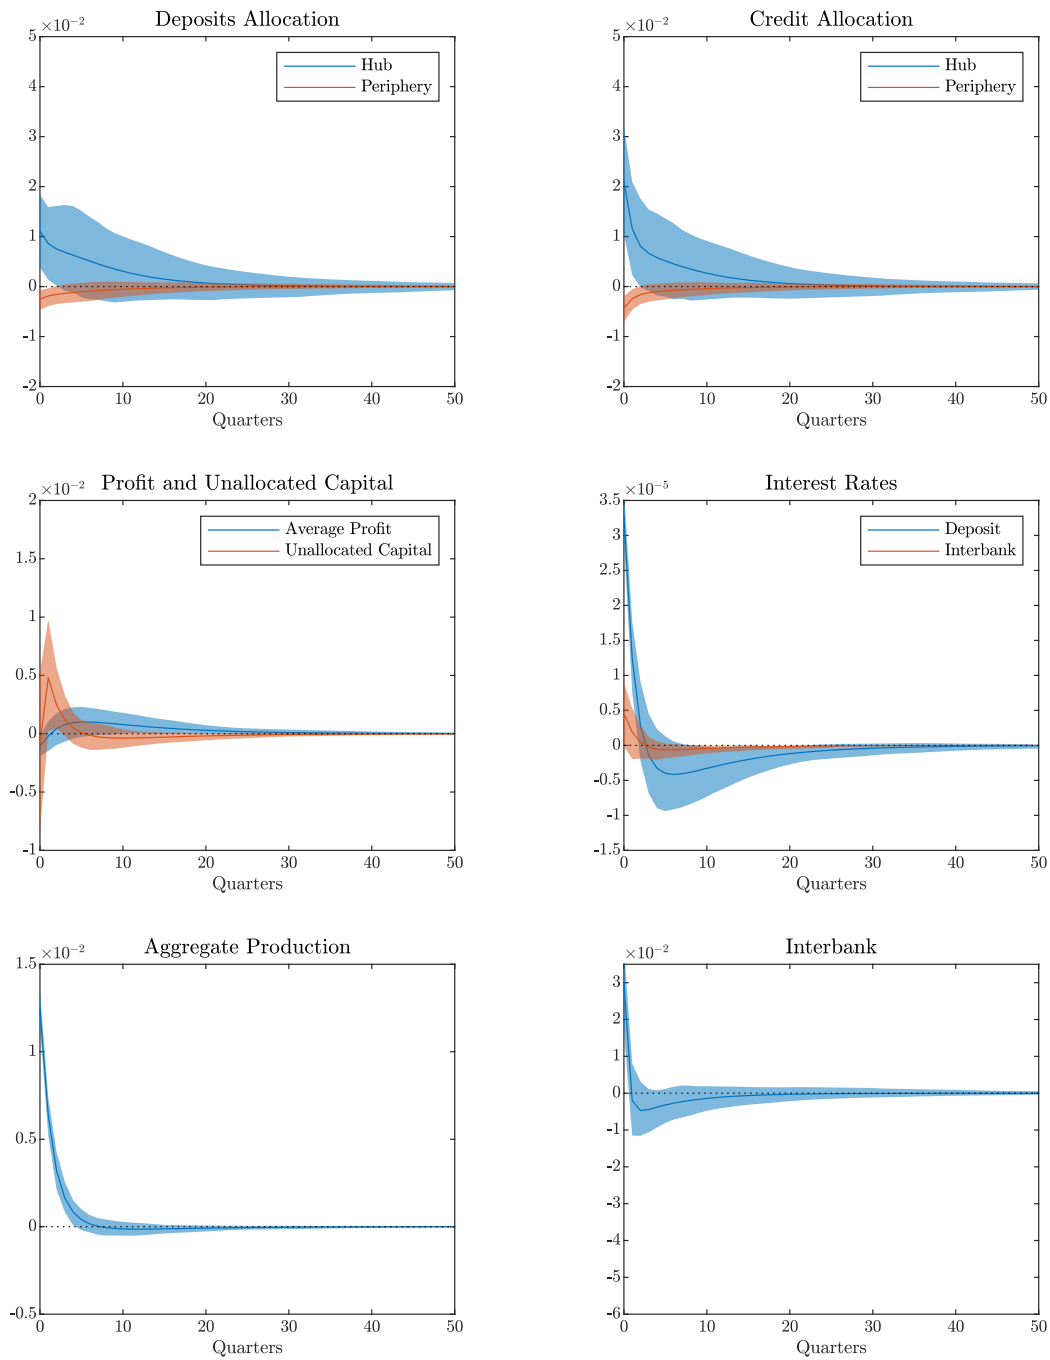 Deposits Allocation
×10⁻²
5
4
3
2
1
0
-1
-2
Hub
Periphery
0 10 20 30 40 50
Quarters
Credit Allocation
×10⁻²
5
4
3
2
1
0
-1
-2
Hub
Periphery
0 10 20 30 40 50
Quarters
Profit and Unallocated Capital
×10⁻²
2
1.5
1
0.5
0
-0.5
-1
Average Profit
Unallocated Capital
0 10 20 30 40 50
Quarters
Interest Rates
×10⁻⁵
3.5
3
2.5
2
1.5
1
0.5
0
-0.5
-1
-1.5
Deposit
Interbank
0 10 20 30 40 50
Quarters
Aggregate Production
×10⁻²
1.5
1
0.5
0
-0.5
0 10 20 30 40 50
Quarters
Interbank
×10⁻²
3
2
1
0
-1
-2
-3
-4
-5
-6
0 10 20 30 40 50
Quarters